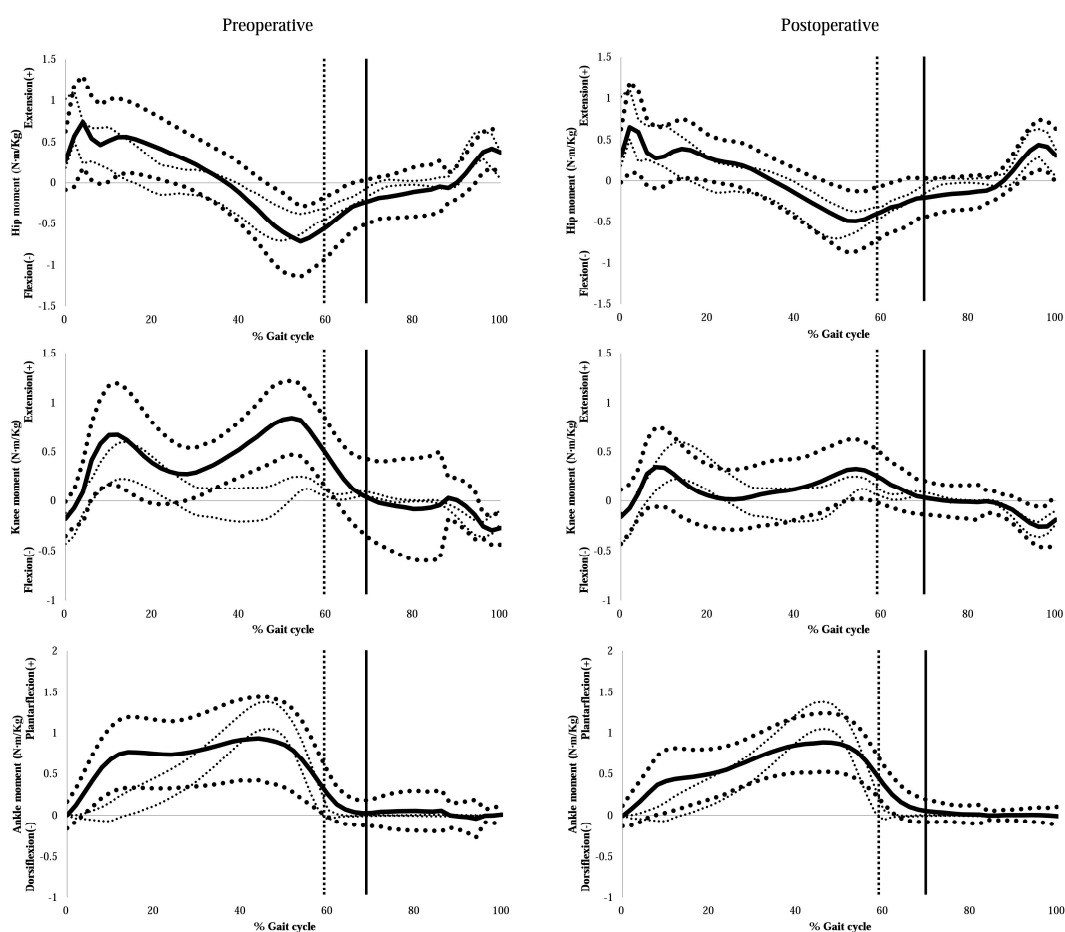 Preoperative
Postoperative
Hip moment (N·m/Kg)
Flexion(-) Extension(+)
1.5
1
0.5
0
-0.5
-1
-1.5
0 20 40 60 80 100
% Gait cycle
Hip moment (N·m/Kg)
Flexion(-) Extension(+)
1.5
1
0.5
0
-0.5
-1
-1.5
0 20 40 60 80 100
% Gait cycle
Knee moment (N·m/Kg)
Flexion(-) Extension(+)
1.5
1
0.5
0
-0.5
-1
0 20 40 60 80 100
% Gait cycle
Knee moment (N·m/Kg)
Flexion(-) Extension(+)
1.5
1
0.5
0
-0.5
-1
0 20 40 60 80 100
% Gait cycle
Ankle moment (N·m/Kg)
Dorsiflexion(-) Plantarflexion(+)
2
1.5
1
0.5
0
-0.5
-1
0 20 40 60 80 100
% Gait cycle
Ankle moment (N·m/Kg)
Dorsiflexion(-) Plantarflexion(+)
2
1.5
1
0.5
0
-0.5
-1
0 20 40 60 80 100
% Gait cycle